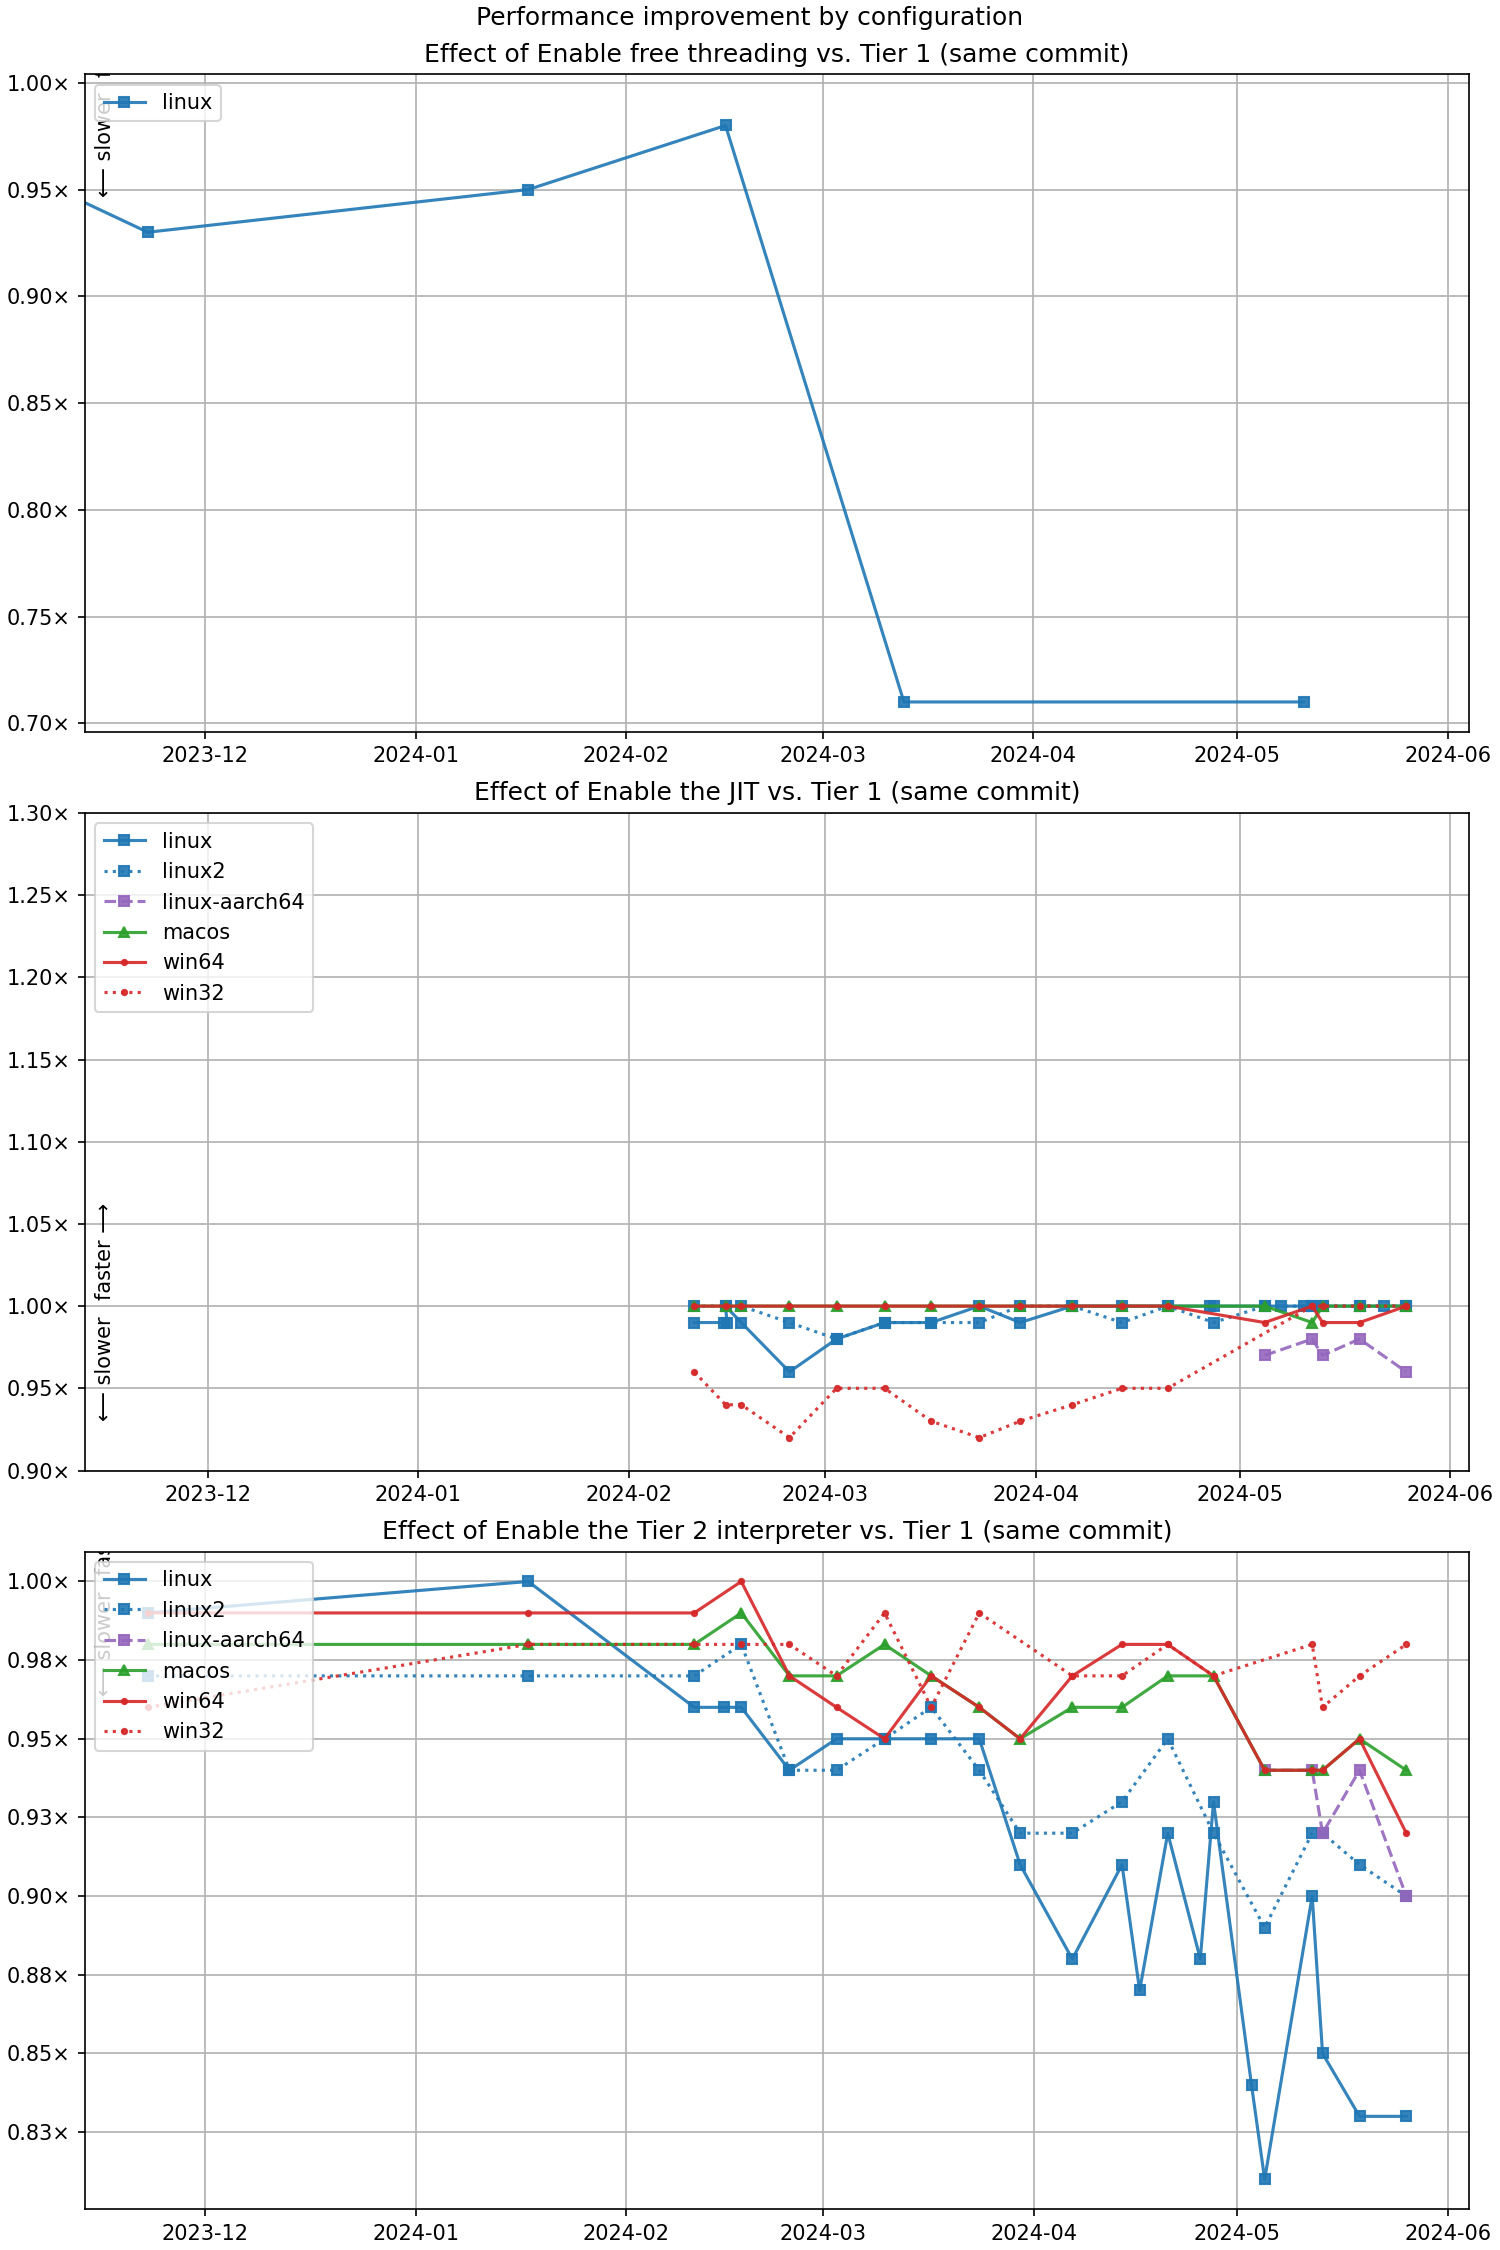 Performance improvement by configuration
Effect of Enable free threading vs. Tier 1 (same commit)
1.00×
0.95×
0.90×
0.85×
0.80×
0.75×
0.70×
← slower
linux
2023-12
2024-01
2024-02
2024-03
2024-04
2024-05
2024-06
Effect of Enable the JIT vs. Tier 1 (same commit)
1.30×
1.25×
1.20×
1.15×
1.10×
1.05×
1.00×
0.95×
0.90×
← slower faster →
linux
linux2
linux-aarch64
macos
win64
win32
2023-12
2024-01
2024-02
2024-03
2024-04
2024-05
2024-06
Effect of Enable the Tier 2 interpreter vs. Tier 1 (same commit)
1.00×
0.98×
0.95×
0.93×
0.90×
0.88×
0.85×
0.83×
← slower fas
linux
linux2
linux-aarch64
macos
win64
win32
2023-12
2024-01
2024-02
2024-03
2024-04
2024-05
2024-06